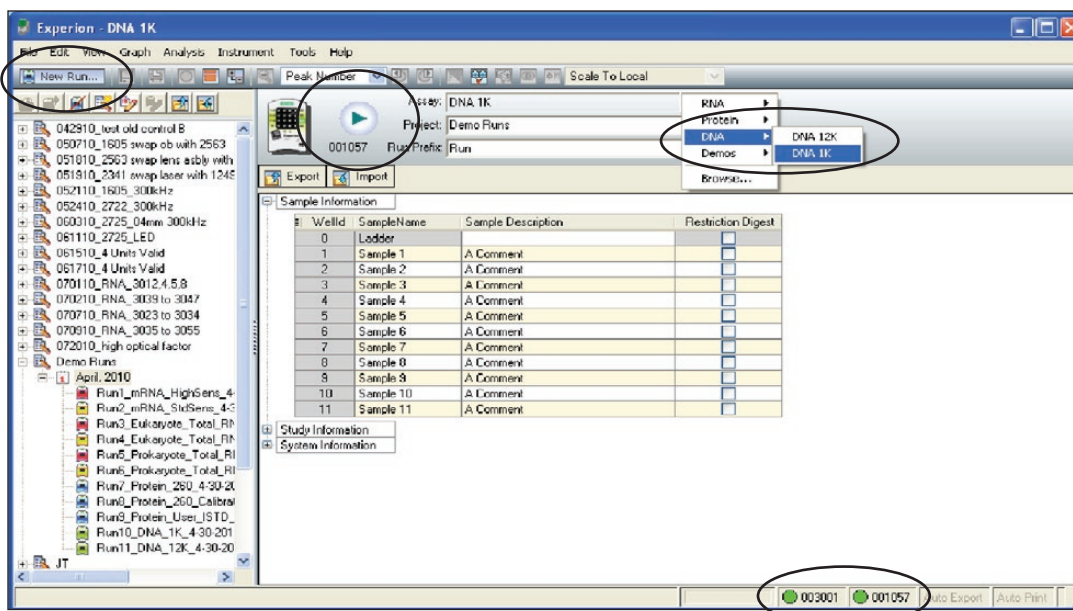 Experion - DNA 1K
File Edit View Graph Analysis Instrument Tools Help
New Run... Peak Number Scale To Local
Assay: DNA 1K
Project: Demo Runs
001057 Run Prefix: Run
RNA
Protein
DNA
Demos
Browse...
DNA 12K
DNA 1K
Export Import
042910_test old control B
050710_1605 swap ob with 2563
051810_2563 swap lens asbly with
051910_2341 swap laser with 1249
052110_1605_300kHz
052410_2722_300kHz
060310_2725_04mm 300kHz
061110_2725_LED
061510_4 Units Valid
061710_4 Units Valid
070110_RNA_3012,4,5,8
070210_RNA_3039 to 3047
070710_RNA_3023 to 3034
070910_RNA_3035 to 3055
072010_high optical factor
Demo Runs
April, 2010
Run1_mRNA_HighSens_4-
Run2_mRNA_StdSens_4-3
Run3_Eukaryote_Total_RN
Run4_Eukaryote_Total_RN
Run5_Prokaryote_Total_RI
Run6_Prokaryote_Total_RI
Run7_Protein_260_4-30-20
Run8_Protein_260_Calibrat
Run9_Protein_User_ISTD_
Run10_DNA_1K_4-30-201
Run11_DNA_12K_4-30-20
JT
Sample Information
WellId SampleName Sample Description Restriction Digest
0 Ladder
1 Sample 1 A Comment
2 Sample 2 A Comment
3 Sample 3 A Comment
4 Sample 4 A Comment
5 Sample 5 A Comment
6 Sample 6 A Comment
7 Sample 7 A Comment
8 Sample 8 A Comment
9 Sample 9 A Comment
10 Sample 10 A Comment
11 Sample 11 A Comment
Study Information
System Information
003001 001057 Auto Export Auto Print